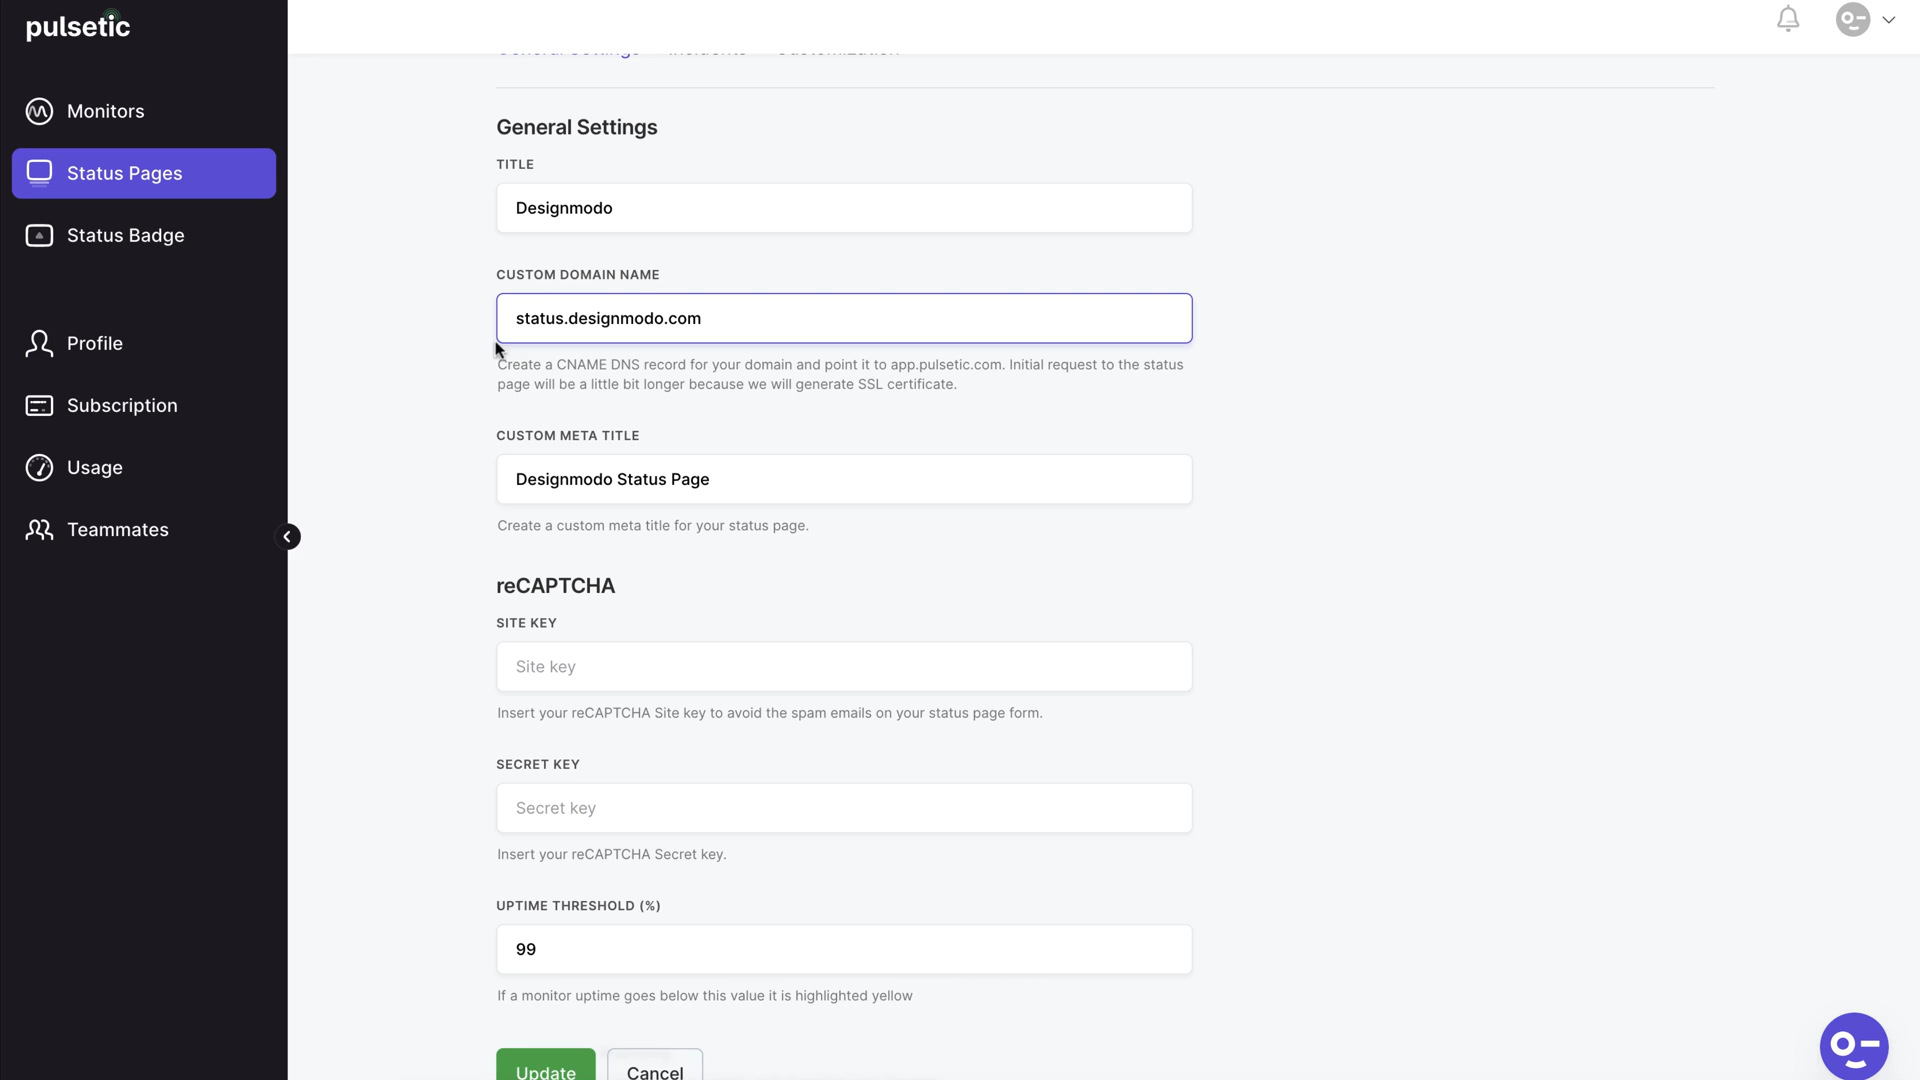 pulsetic
Monitors
Status Pages
Status Badge
Profile
Subscription
Usage
Teammates
General Settings Incidents Customization
General Settings
TITLE
Designmodo
CUSTOM DOMAIN NAME
status.designmodo.com
Create a CNAME DNS record for your domain and point it to app.pulsetic.com. Initial request to the status
page will be a little bit longer because we will generate SSL certificate.
CUSTOM META TITLE
Designmodo Status Page
Create a custom meta title for your status page.
reCAPTCHA
SITE KEY
Site key
Insert your reCAPTCHA Site key to avoid the spam emails on your status page form.
SECRET KEY
Secret key
Insert your reCAPTCHA Secret key.
UPTIME THRESHOLD (%)
99
If a monitor uptime goes below this value it is highlighted yellow
Update
Cancel